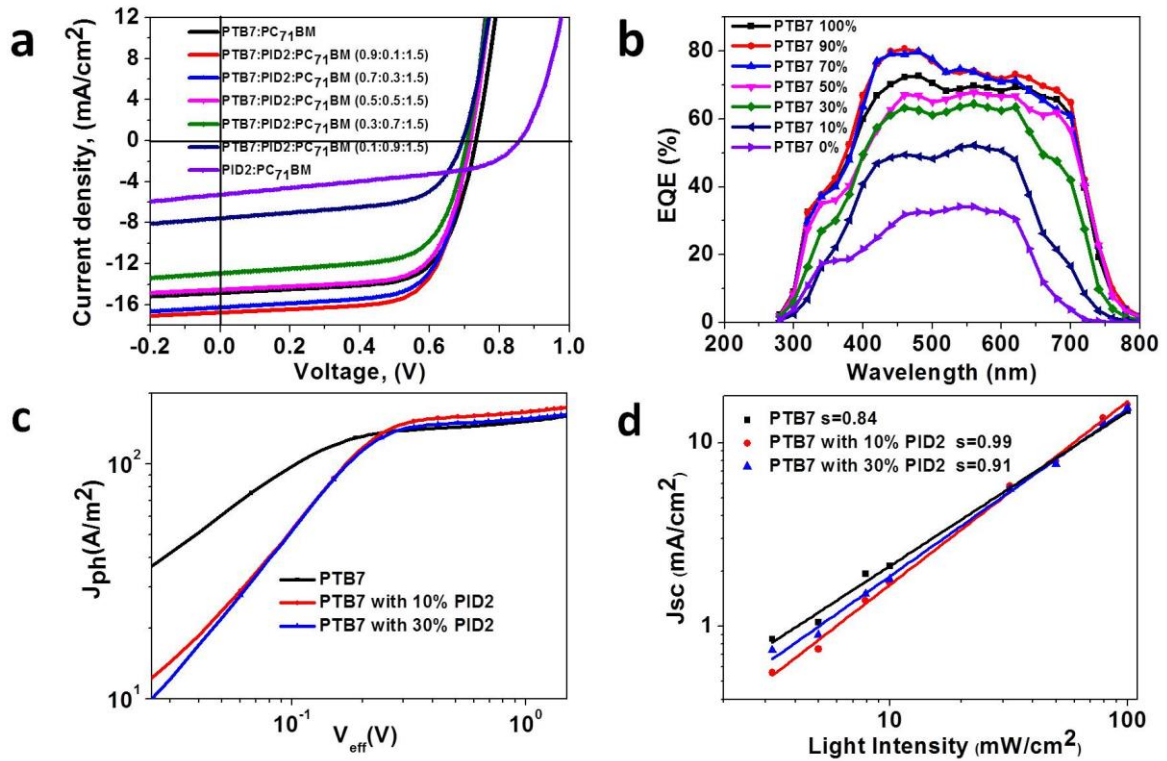 a
12
8
4
0
-4
-8
-12
-16
Current density, (mA/cm²)
PTB7:PC₇₁BM
PTB7:PID2:PC₇₁BM (0.9:0.1:1.5)
PTB7:PID2:PC₇₁BM (0.7:0.3:1.5)
PTB7:PID2:PC₇₁BM (0.5:0.5:1.5)
PTB7:PID2:PC₇₁BM (0.3:0.7:1.5)
PTB7:PID2:PC₇₁BM (0.1:0.9:1.5)
PID2:PC₇₁BM
-0.2 0.0 0.2 0.4 0.6 0.8 1.0
Voltage, (V)
b
80
60
40
20
0
EQE (%)
PTB7 100%
PTB7 90%
PTB7 70%
PTB7 50%
PTB7 30%
PTB7 10%
PTB7 0%
200 300 400 500 600 700 800
Wavelength (nm)
c
10²
10¹
Jph(A/m²)
PTB7
PTB7 with 10% PID2
PTB7 with 30% PID2
10⁻¹ 10⁰
Veff(V)
d
10
1
Jsc (mA/cm²)
PTB7 s=0.84
PTB7 with 10% PID2 s=0.99
PTB7 with 30% PID2 s=0.91
10 100
Light Intensity (mW/cm²)